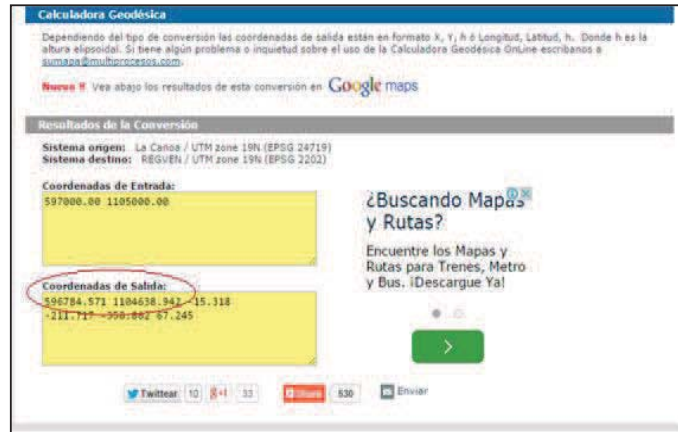 Calculadora Geodésica
Dependiendo del tipo de conversión las coordenadas de salida están en formato X, Y, h ó Longitud, Latitud, h. Donde h es la
altura elipsoidal. Si tiene algún problema o inquietud sobre el uso de la Calculadora Geodésica OnLine escribanos a
sumapa@multiprocesos.com.
Nuevo !! Vea abajo los resultados de esta conversión en Google maps
Resultados de la Conversión
Sistema origen: La Canoa / UTM zone 19N (EPSG 24719)
Sistema destino: REGVEN / UTM zone 19N (EPSG 2202)
Coordenadas de Entrada:
597000.00 1105000.00
¿Buscando Mapas
y Rutas?
Encuentre los Mapas y
Rutas para Trenes, Metro
y Bus. ¡Descargue Ya!
Coordenadas de Salida:
596784.571 1104638.942 -15.318
-211.717 67.245
Twittear 10 g+1 33 Share 530 Enviar